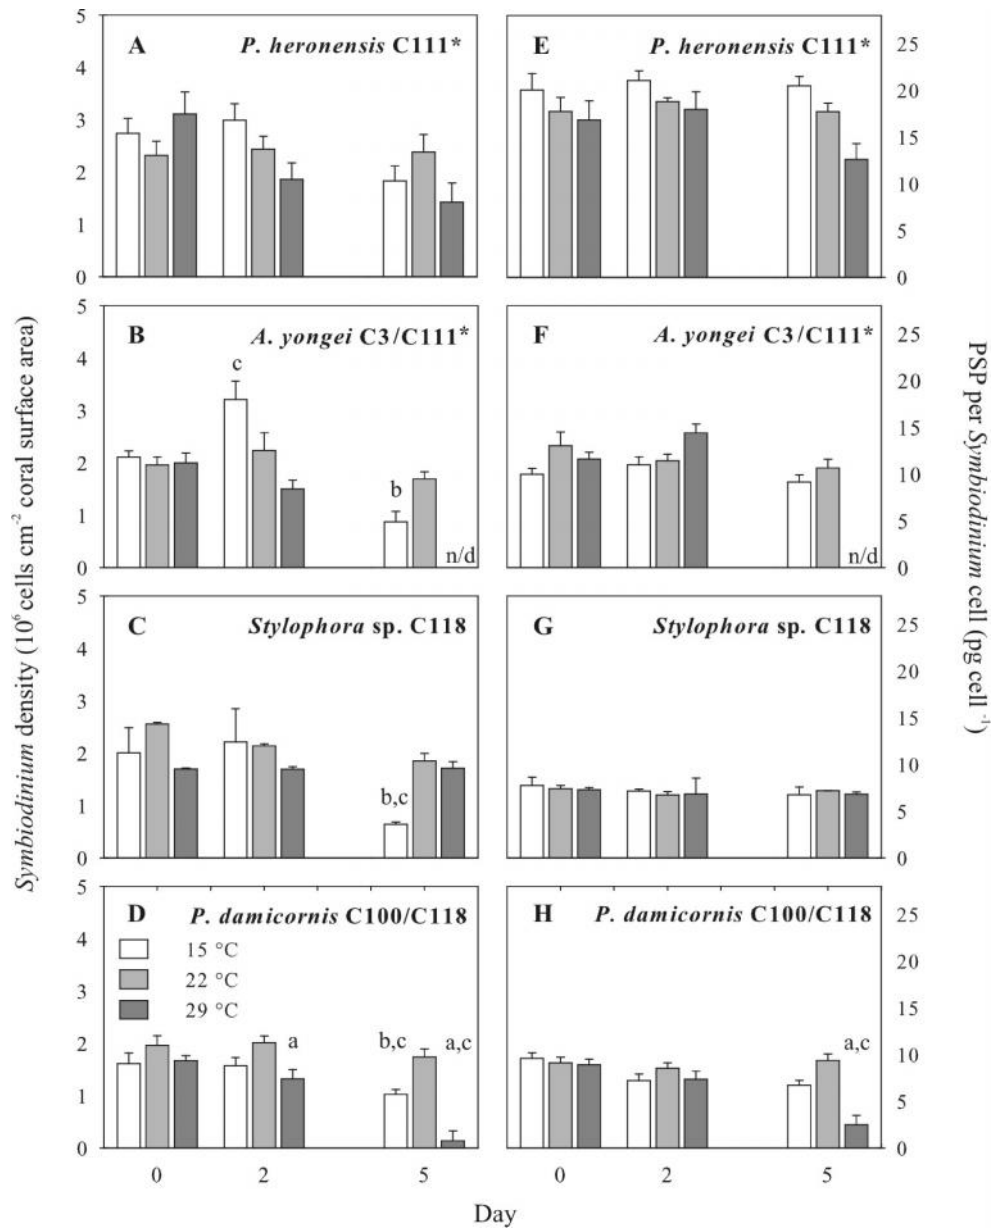 Symbiodinium density (10⁶ cells cm⁻² coral surface area)
5
4
3
2
1
0
A
P. heronensis C111*
E
P. heronensis C111*
25
20
15
10
5
0
5
4
3
2
1
0
B
A. yongei C3/C111*
c
b
n/d
F
A. yongei C3/C111*
n/d
25
20
15
10
5
0
5
4
3
2
1
0
C
Stylophora sp. C118
b,c
G
Stylophora sp. C118
25
20
15
10
5
0
5
4
3
2
1
0
D
P. damicornis C100/C118
15 °C
22 °C
29 °C
a
b,c
a,c
0
2
5
H
P. damicornis C100/C118
a,c
25
20
15
10
5
0
0
2
5
Day
PSP per Symbiodinium cell (pg cell⁻¹)